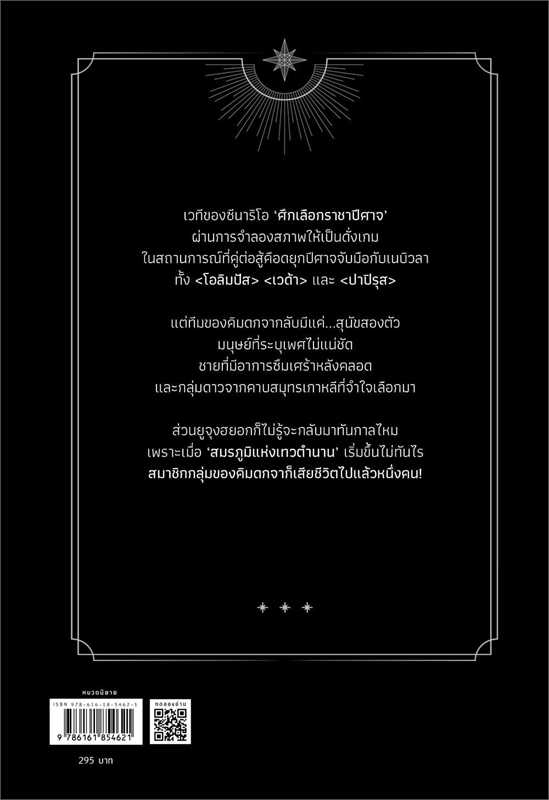 เวทีของซีนาริโอ ‘ศึกเลือกราชาปีศาจ’
ผ่านการจำลองสภาพให้เป็นดั่งเกม
ในสถานการณ์ที่คู่ต่อสู้คือดยุกปีศาจจับมือกับเนบิวลา
ทั้ง <โอลิมปัส> <เวด้า> และ <ปาปิรุส>
แต่ทีมของคิมดกจากลับมีแค่...สุนัขสองตัว
มนุษย์ที่ระบุเพศไม่แน่ชัด
ชายที่มีอาการซึมเศร้าหลังคลอด
และกลุ่มดาวจากคาบสมุทรเกาหลีที่จำใจเลือกมา
ส่วนยูจุงฮยอกก็ไม่รู้จะกลับมาทันกาลไหม
เพราะเมื่อ ‘สมรภูมิแห่งเทวตำนาน’ เริ่มขึ้นไม่ทันไร
สมาชิกกลุ่มของคิมดกจาก็เสียชีวิตไปแล้วหนึ่งคน!
หมวดนิยาย
ISBN 978-616-18-5462-1
ทดลองอ่าน
9 786161 854621
295 บาท